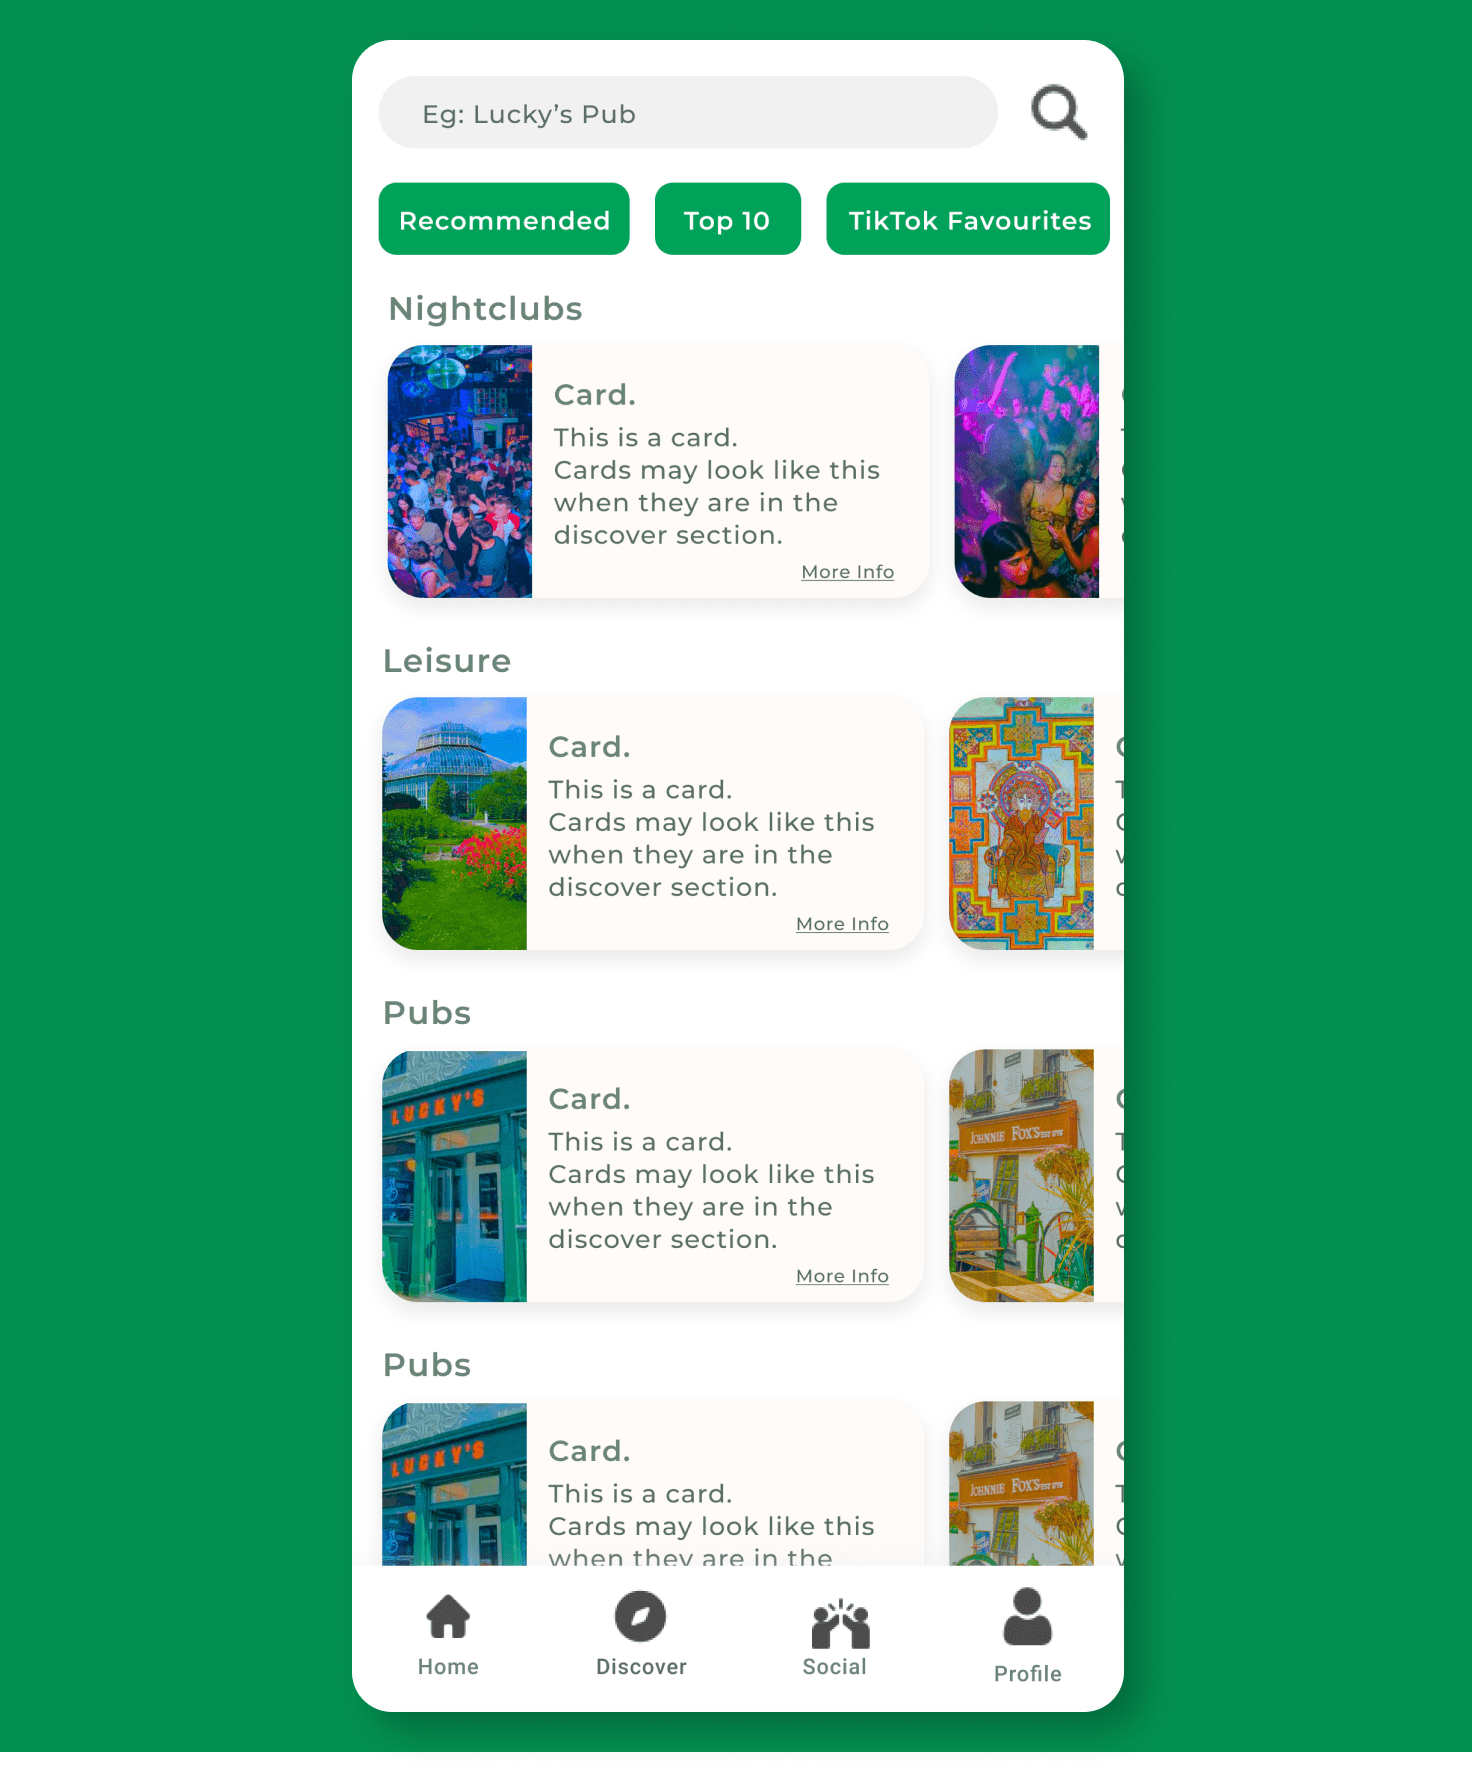 Eg: Lucky’s Pub
Recommended
Top 10
TikTok Favourites
Nightclubs
Card.
This is a card.
Cards may look like this
when they are in the
discover section.
More Info
Leisure
Card.
This is a card.
Cards may look like this
when they are in the
discover section.
More Info
Pubs
LUCKY'S
Card.
This is a card.
Cards may look like this
when they are in the
discover section.
More Info
JOHNNIE FOX'S
Pubs
LUCKY'S
Card.
This is a card.
Cards may look like this
when they are in the
JOHNNIE FOX'S
Home
Discover
Social
Profile